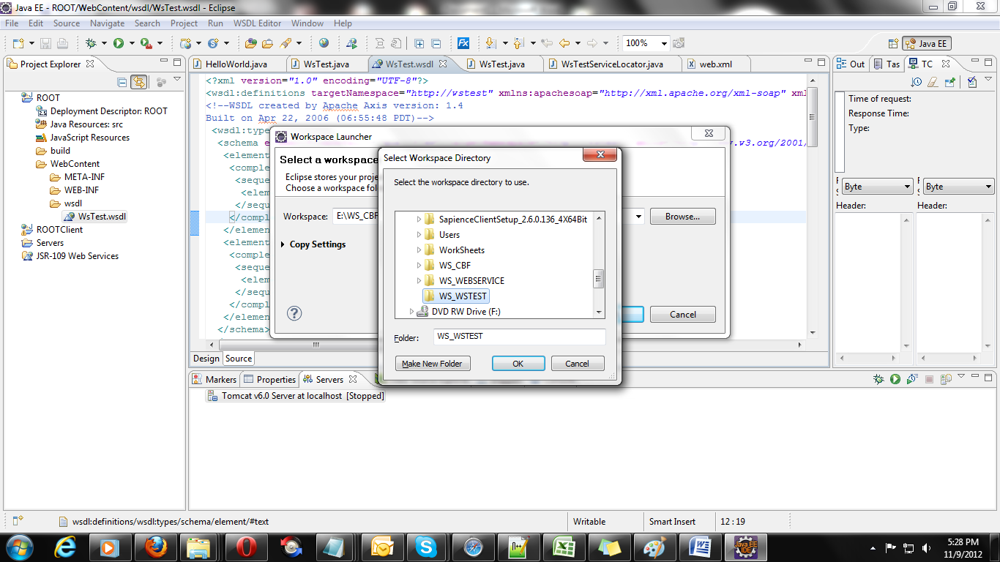 Java EE - ROOT/WebContent/wsdl/WsTest.wsdl - Eclipse
File Edit Source Navigate Search Project Run WSDL Editor Window Help
100%
Java EE
Project Explorer
ROOT
Deployment Descriptor: ROOT
Java Resources: src
JavaScript Resources
build
WebContent
META-INF
WEB-INF
wsdl
WsTest.wsdl
ROOTClient
Servers
JSR-109 Web Services
HelloWorld.java WsTest.java WsTest.wsdl WsTest.java WsTestServiceLocator.java web.xml
<?xml version="1.0" encoding="UTF-8"?>
<wsdl:definitions targetNamespace="http://wstest" xmlns:apachesoap="http://xml.apache.org/xml-soap" xml
<!--WSDL created by Apache Axis version: 1.4
Built on Apr 22, 2006 (06:55:48 PDT)-->
<wsdl:typ
<schema e
w.w3.org/2001/
<element
<comple
<seque
<elem
</sequ
</compl
</elemen
<element
<comple
<seque
<elem
</sequ
</compl
</elemen
</schema>
Design Source
Workspace Launcher
Select a workspace
Eclipse stores your proje
Choose a workspace fol
Workspace: E:\WS_CBF
Browse...
Copy Settings
Cancel
Select Workspace Directory
Select the workspace directory to use.
SapienceClientSetup_2.6.0.136_4X64Bit
Users
WorkSheets
WS_CBF
WS_WEBSERVICE
WS_WSTEST
DVD RW Drive (F:)
Folder: WS_WSTEST
Make New Folder OK Cancel
Out Tas TC
Time of request:
Response Time:
Type:
Byte Byte
Header: Header:
Markers Properties Servers
Tomcat v6.0 Server at localhost [Stopped]
wsdl:definitions/wsdl:types/schema/element/#text
Writable Smart Insert 12 : 19
Java EE
IDE
5:28 PM
11/9/2012